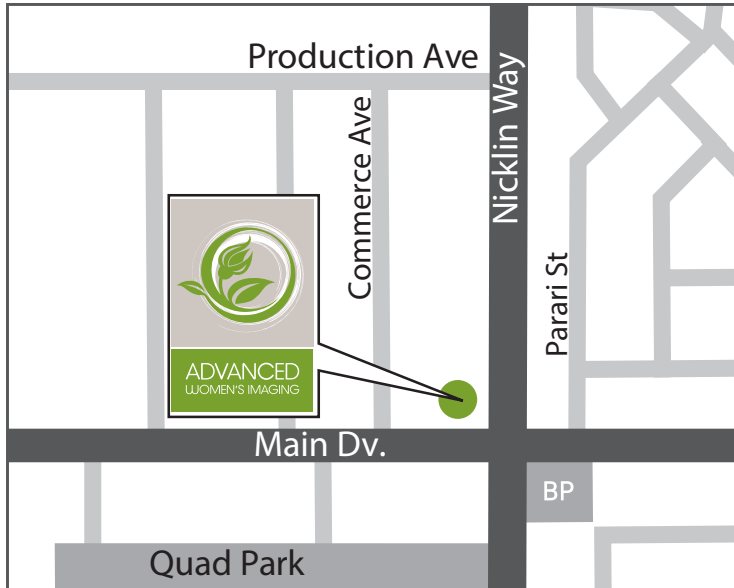 Production Ave
Nicklin Way
Commerce Ave
Parari St
ADVANCED
WOMEN'S IMAGING
Main Dv.
BP
Quad Park